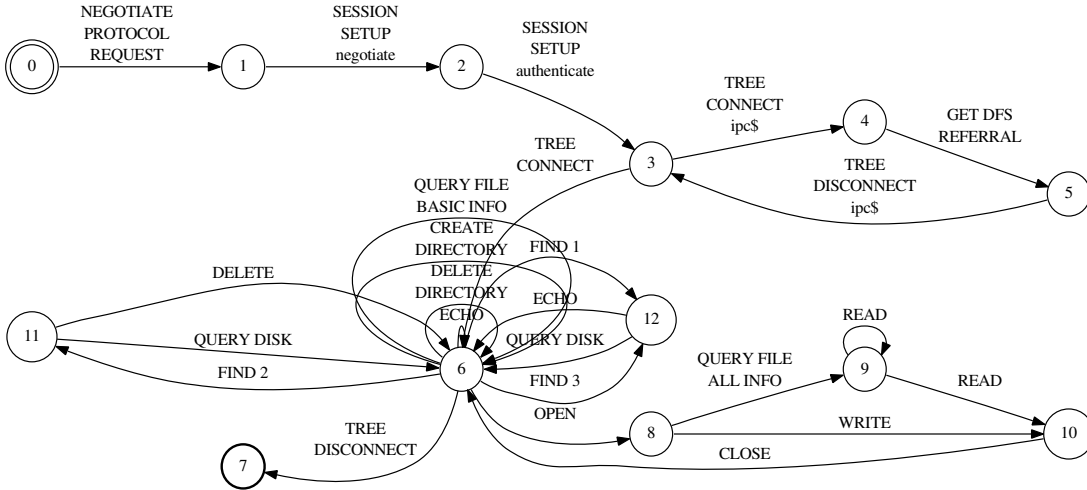 NEGOTIATE
PROTOCOL
REQUEST
SESSION
SETUP
negotiate
SESSION
SETUP
authenticate
0
1
2
TREE
CONNECT
ipc$
4
GET DFS
REFERRAL
TREE
CONNECT
3
TREE
DISCONNECT
ipc$
5
QUERY FILE
BASIC INFO
CREATE
DIRECTORY
DELETE
DIRECTORY
ECHO
FIND 1
DELETE
ECHO
12
11
QUERY DISK
QUERY DISK
READ
FIND 2
6
FIND 3
QUERY FILE
ALL INFO
9
READ
OPEN
8
WRITE
10
TREE
DISCONNECT
CLOSE
7